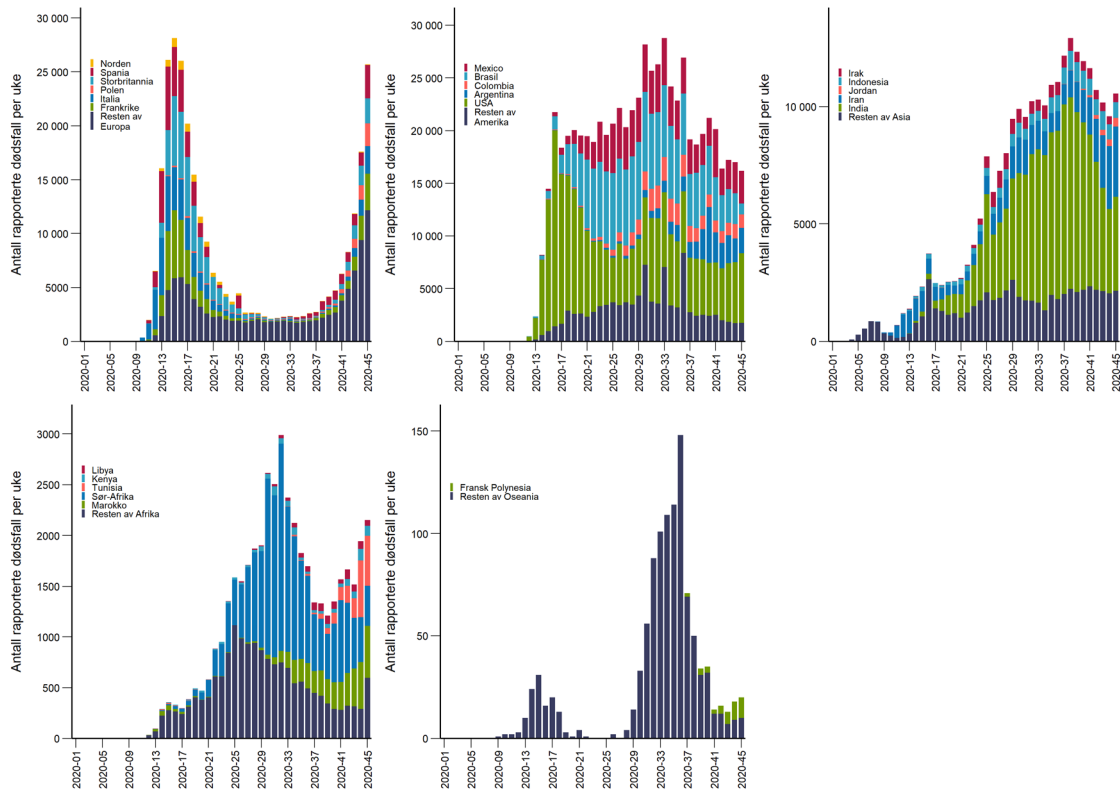 Antall rapporterte dødsfall per uke
30 000
25 000
20 000
15 000
10 000
5000
0
Norden
Spania
Storbritannia
Polen
Italia
Frankrike
Resten av
Europa
2020-01
2020-05
2020-09
2020-13
2020-17
2020-21
2020-25
2020-29
2020-33
2020-37
2020-41
2020-45
Antall rapporterte dødsfall per uke
30 000
25 000
20 000
15 000
10 000
5000
0
Mexico
Brasil
Colombia
Argentina
USA
Resten av
Amerika
2020-01
2020-05
2020-09
2020-13
2020-17
2020-21
2020-25
2020-29
2020-33
2020-37
2020-41
2020-45
Antall rapporterte dødsfall per uke
10 000
5000
0
Irak
Indonesia
Jordan
Iran
India
Resten av Asia
2020-01
2020-05
2020-09
2020-13
2020-17
2020-21
2020-25
2020-29
2020-33
2020-37
2020-41
2020-45
Antall rapporterte dødsfall per uke
3000
2500
2000
1500
1000
500
0
Libya
Kenya
Tunisia
Sør-Afrika
Marokko
Resten av Afrika
2020-01
2020-05
2020-09
2020-13
2020-17
2020-21
2020-25
2020-29
2020-33
2020-37
2020-41
2020-45
Antall rapporterte dødsfall per uke
150
100
50
0
Fransk Polynesia
Resten av Oseania
2020-01
2020-05
2020-09
2020-13
2020-17
2020-21
2020-25
2020-29
2020-33
2020-37
2020-41
2020-45